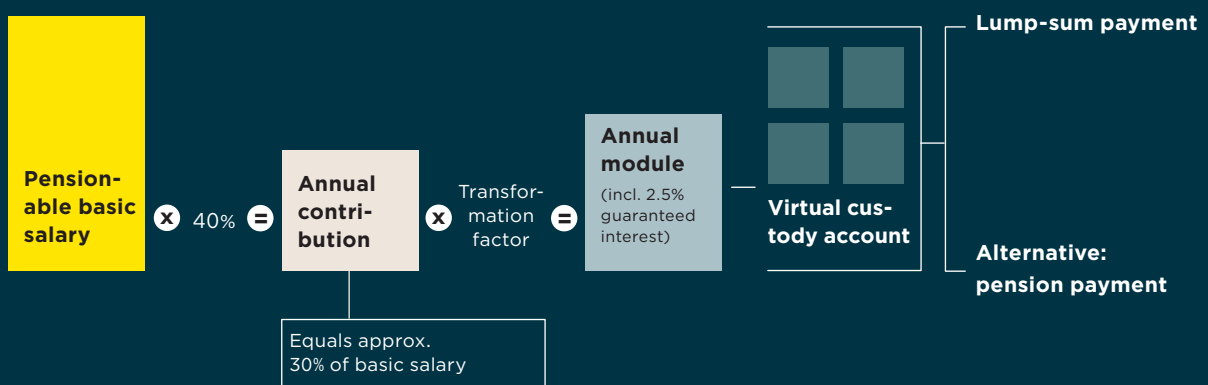 Pension-
able basic
salary
x
40%
=
Annual
contri-
bution
x
Transfor-
mation
factor
=
Annual
module
(incl. 2.5%
guaranteed
interest)
Virtual cus-
tody account
Lump-sum payment
Alternative:
pension payment
Equals approx.
30% of basic salary